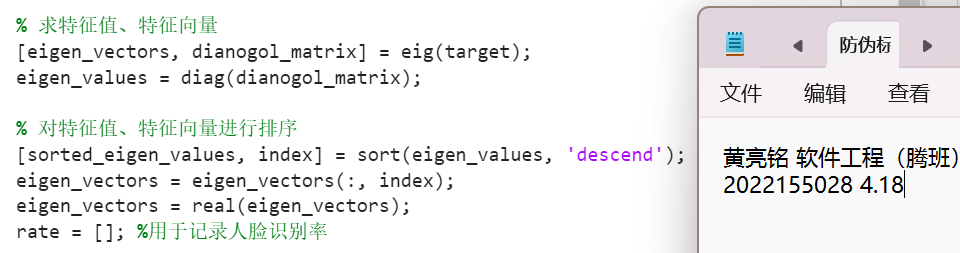 % 求特征值、特征向量
[eigen_vectors, dianogol_matrix] = eig(target);
eigen_values = diag(dianogol_matrix);
% 对特征值、特征向量进行排序
[sorted_eigen_values, index] = sort(eigen_values, 'descend');
eigen_vectors = eigen_vectors(:, index);
eigen_vectors = real(eigen_vectors);
rate = []; %用于记录人脸识别率
防伪标
文件 编辑 查看
黄亮铭 软件工程（腾班）
2022155028 4.18